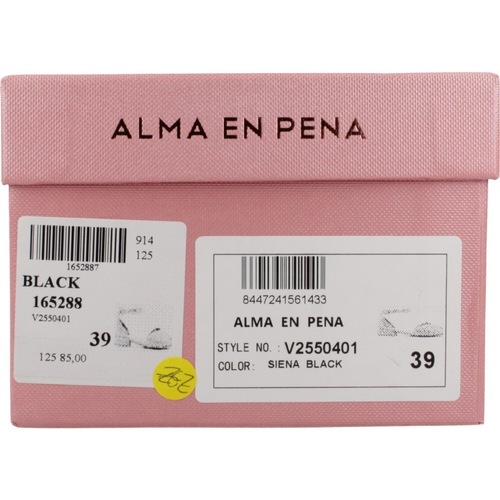 ALMA EN PENA
914
125
1652887
BLACK
165288
V2550401
39
125 85,00
8447241561433
ALMA EN PENA
STYLE NO. : V2550401
COLOR: SIENA BLACK
39